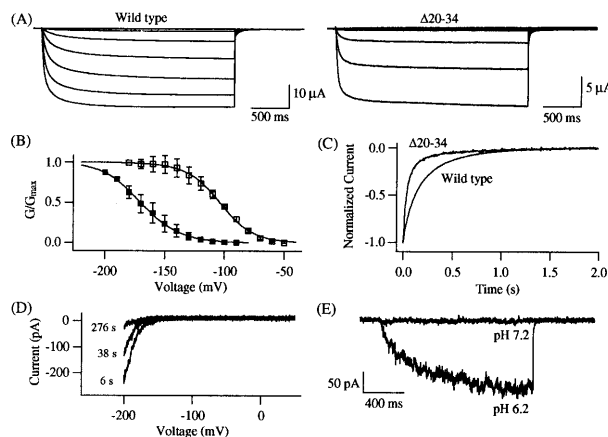 (A)
Wild type
Δ20-34
10 μA
500 ms
5 μA
500 ms
(B)
G/Gmax
1.0
0.5
0.0
-200
-150
-100
-50
Voltage (mV)
(C)
Normalized Current
0.0
-0.5
-1.0
Δ20-34
Wild type
0.0
0.5
1.0
1.5
2.0
Time (s)
(D)
Current (pA)
0
-100
-200
276 s
38 s
6 s
-200
-100
0
Voltage (mV)
(E)
pH 7.2
50 pA
400 ms
pH 6.2